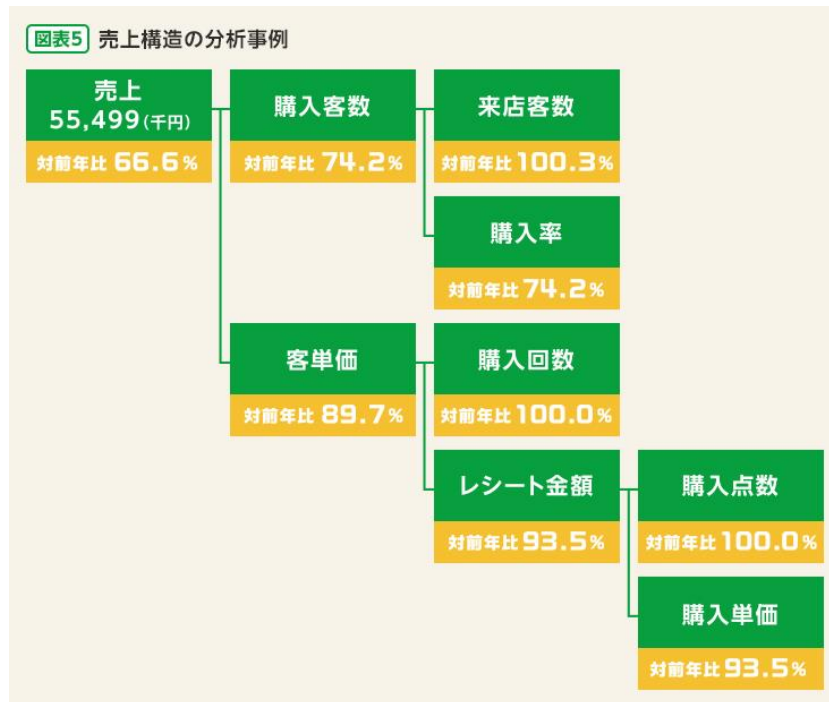 図表5 売上構造の分析事例
売上
55,499(千円)
対前年比 66.6%
購入客数
対前年比 74.2%
来店客数
対前年比 100.3%
購入率
対前年比 74.2%
客単価
対前年比 89.7%
購入回数
対前年比 100.0%
レシート金額
対前年比 93.5%
購入点数
対前年比 100.0%
購入単価
対前年比 93.5%